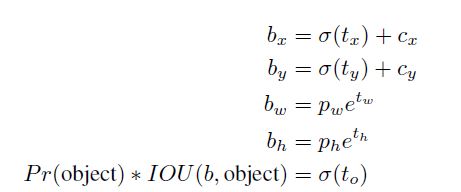 b_x = σ(t_x) + c_x
b_y = σ(t_y) + c_y
b_w = p_w e^{t_w}
b_h = p_h e^{t_h}
Pr(object) ∗ IOU(b, object) = σ(t_o)